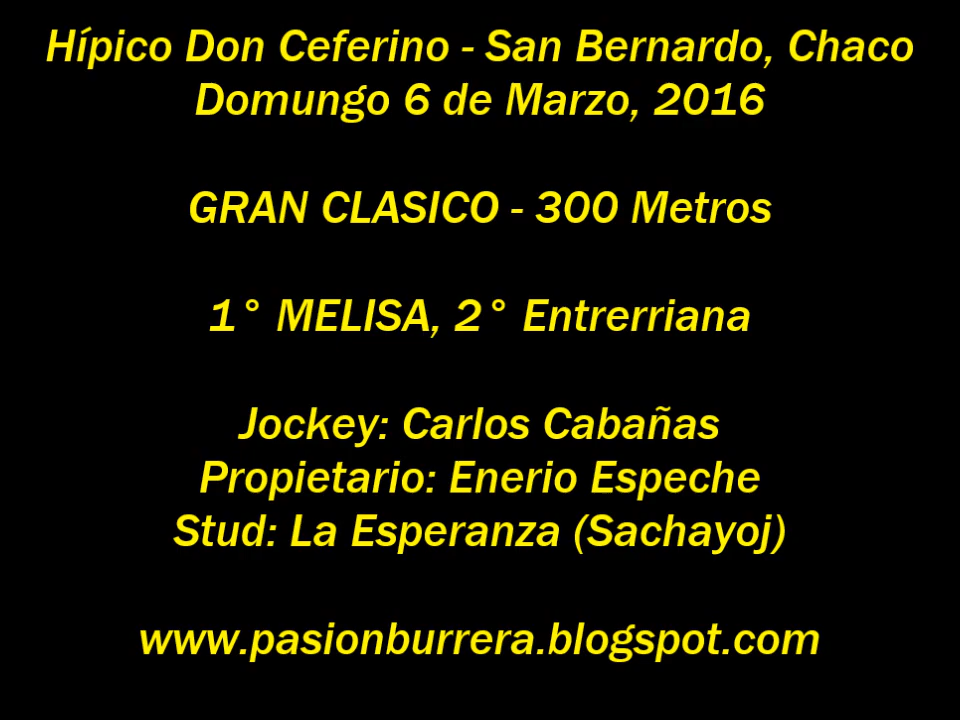 Hípico Don Ceferino - San Bernardo, Chaco
Domungo 6 de Marzo, 2016
GRAN CLASICO - 300 Metros
1° MELISA, 2° Entrerriana
Jockey: Carlos Cabañas
Propietario: Enerio Espeche
Stud: La Esperanza (Sachayoj)
www.pasionburrera.blogspot.com